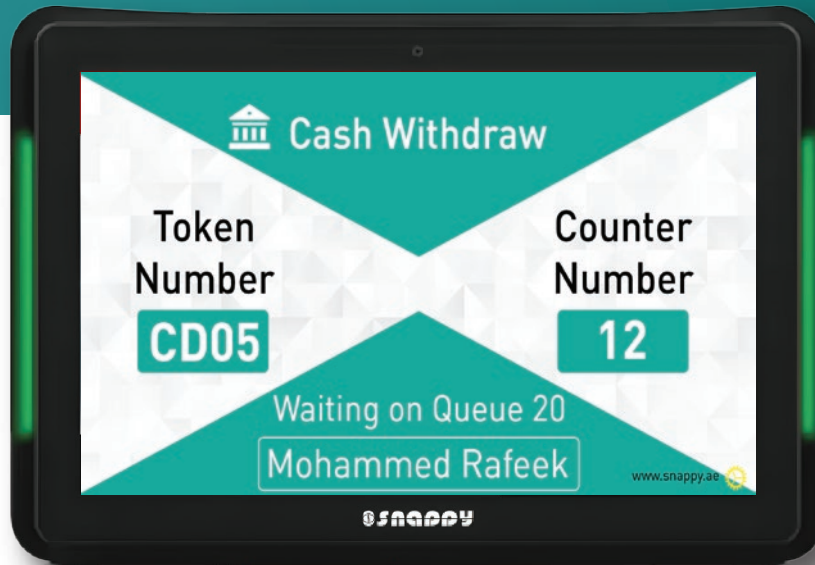 Cash Withdraw
Token
Number
CD05
Counter
Number
12
Waiting on Queue 20
Mohammed Rafeek
www.snappy.ae
snappy